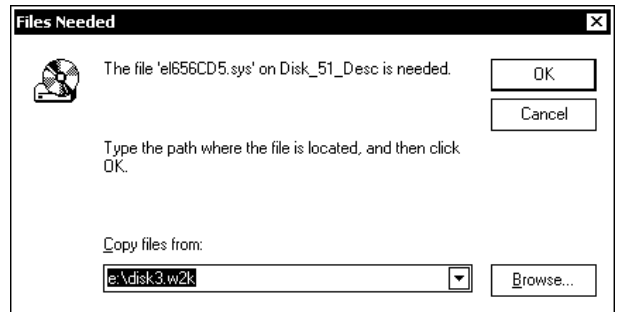 Files Needed
The file 'el656CD5.sys' on Disk_51_Desc is needed.
OK
Cancel
Type the path where the file is located, and then click
OK.
Copy files from:
e:\disk3.w2k
Browse...